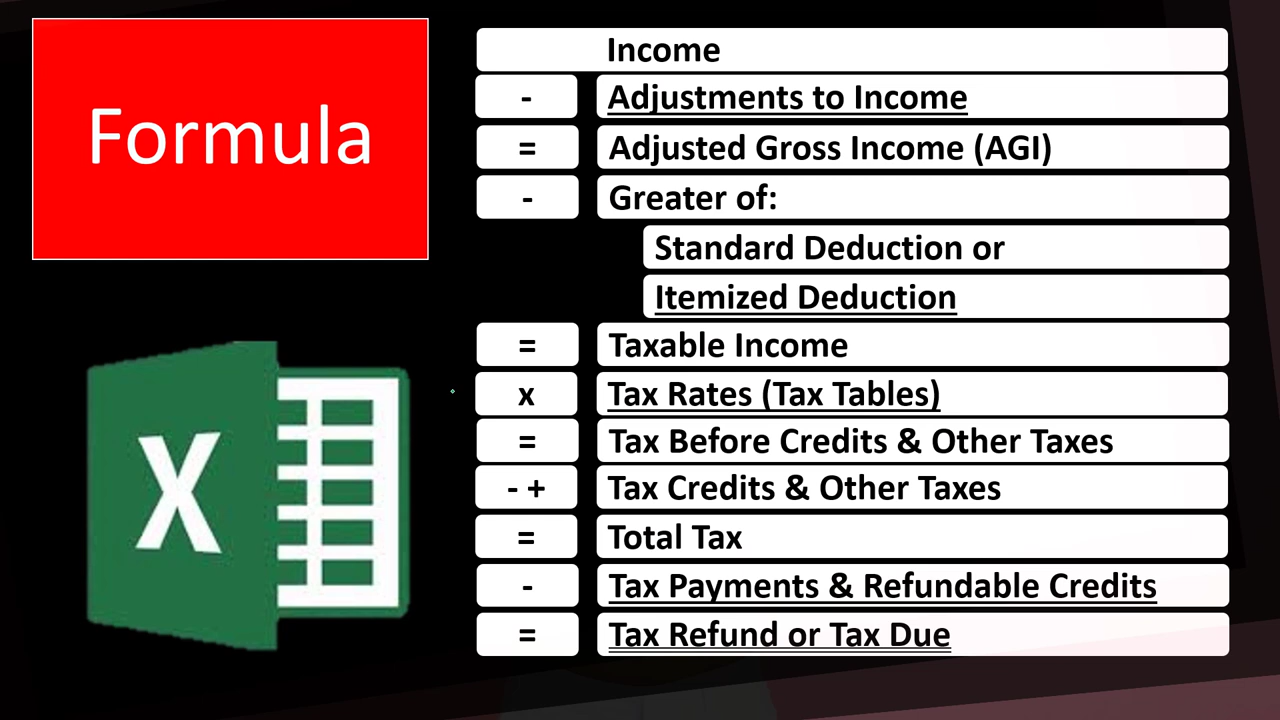 Formula
Income
- Adjustments to Income
= Adjusted Gross Income (AGI)
- Greater of:
Standard Deduction or
Itemized Deduction
= Taxable Income
x Tax Rates (Tax Tables)
= Tax Before Credits & Other Taxes
- + Tax Credits & Other Taxes
= Total Tax
- Tax Payments & Refundable Credits
= Tax Refund or Tax Due
X